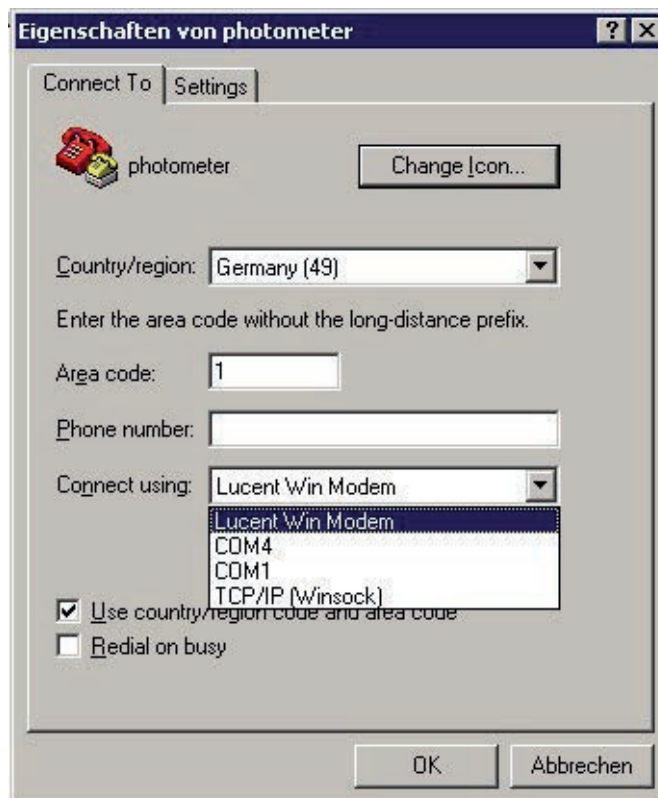 Eigenschaften von photometer
Connect To Settings
photometer Change Icon...
Country/region: Germany (49)
Enter the area code without the long-distance prefix.
Area code: 1
Phone number:
Connect using: Lucent Win Modem
Lucent Win Modem
COM4
COM1
TCP/IP (Winsock)
Use country/region code and area code
Redial on busy
OK Abbrechen